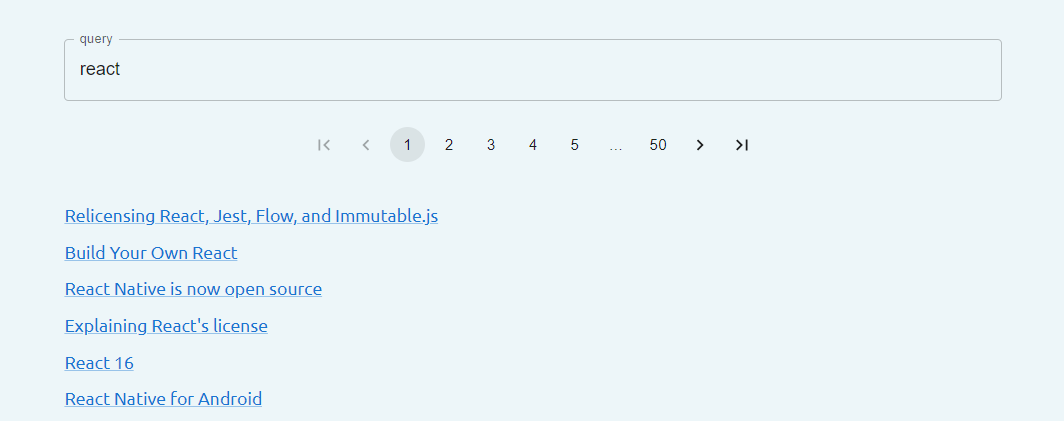 query
react
1 2 3 4 5 ... 50
Relicensing React, Jest, Flow, and Immutable.js
Build Your Own React
React Native is now open source
Explaining React's license
React 16
React Native for Android